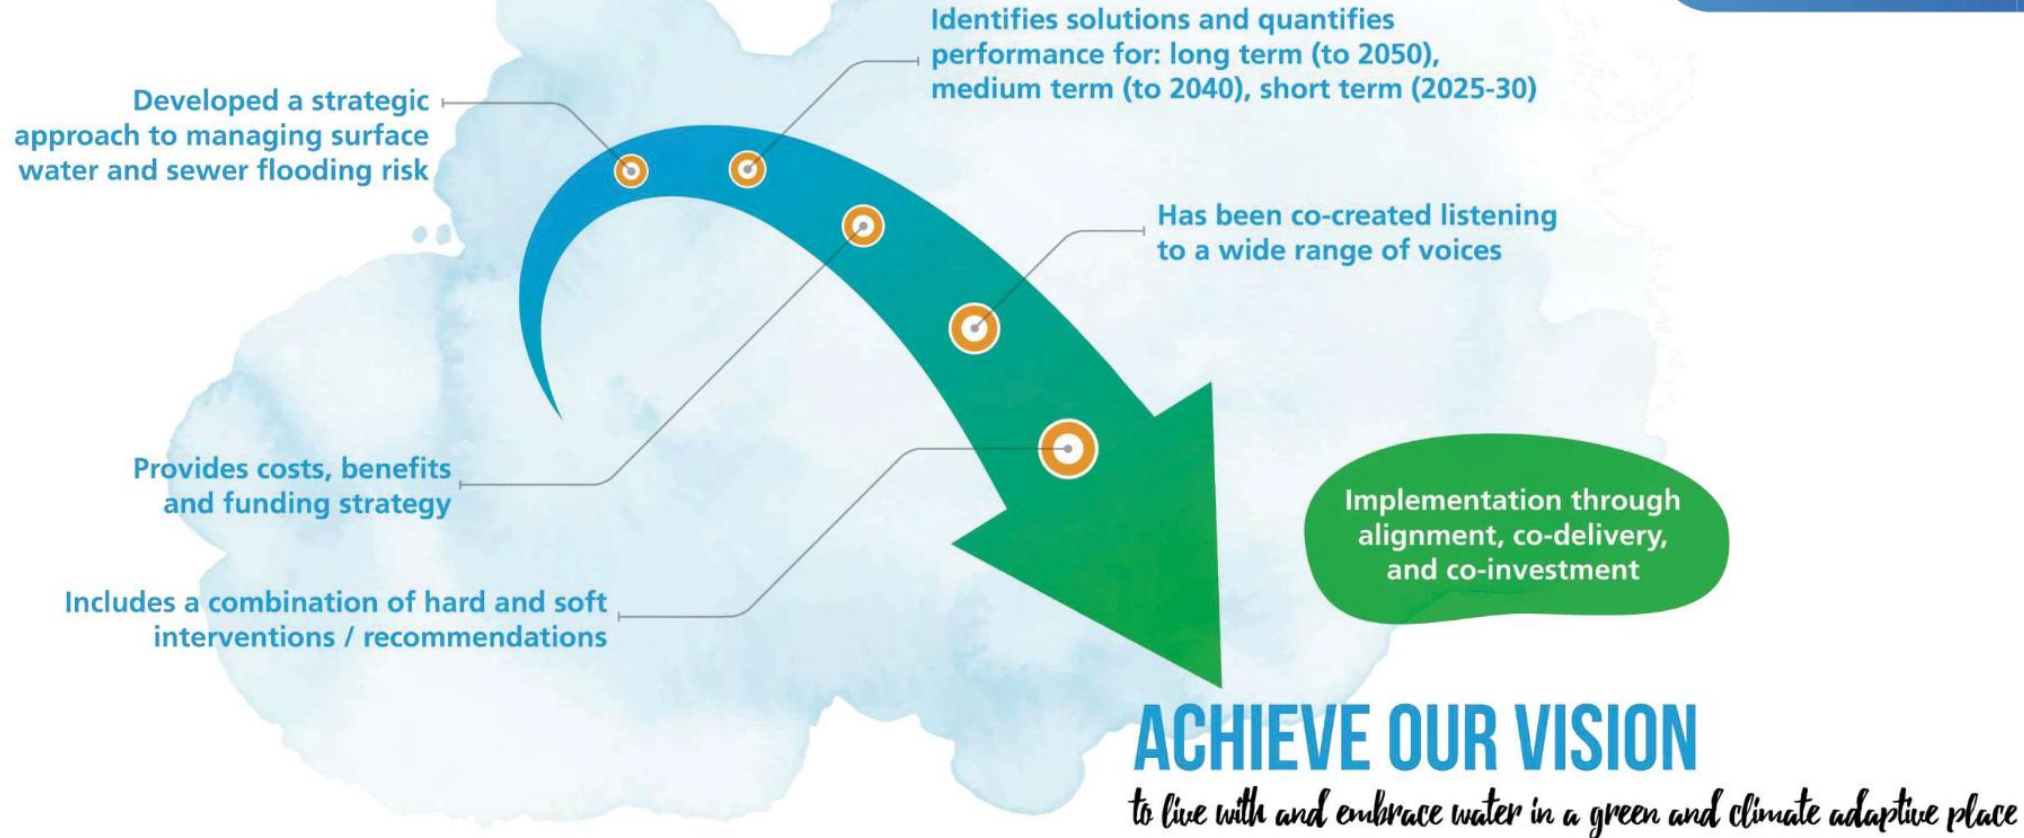 Identifies solutions and quantifies
performance for: long term (to 2050),
medium term (to 2040), short term (2025-30)
Developed a strategic
approach to managing surface
water and sewer flooding risk
Has been co-created listening
to a wide range of voices
Provides costs, benefits
and funding strategy
Implementation through
alignment, co-delivery,
and co-investment
Includes a combination of hard and soft
interventions / recommendations
ACHIEVE OUR VISION
to live with and embrace water in a green and climate adaptive place